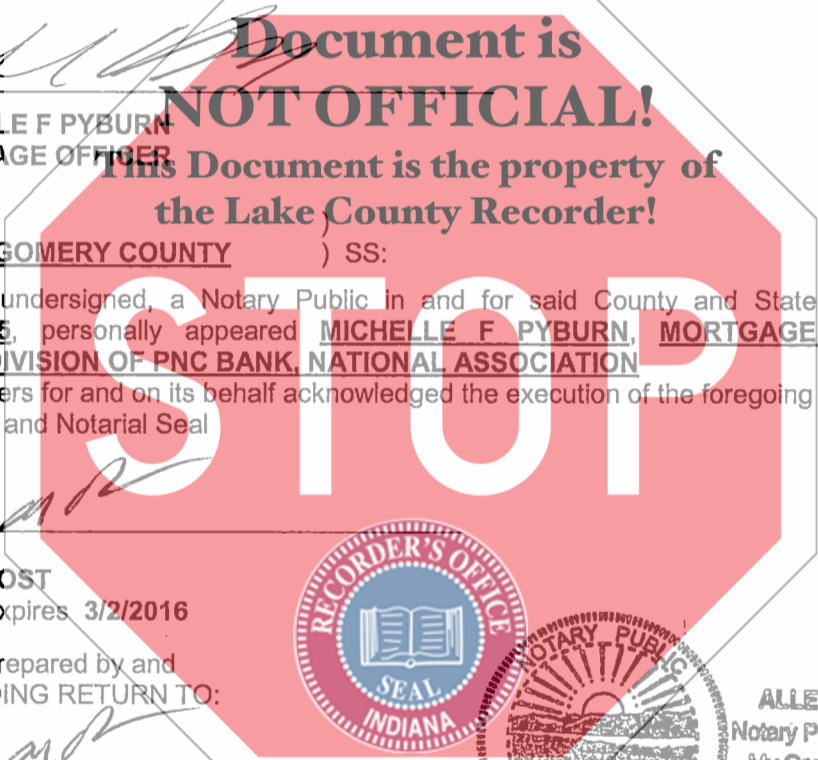 Document is
NOT OFFICIAL!
LE F PYBURN
AGE OFFICER
This Document is the property of
the Lake County Recorder!
)
GOMERY COUNTY ) SS:
undersigned, a Notary Public in and for said County and State
5, personally appeared MICHELLE F PYBURN, MORTGAGE
IVISION OF PNC BANK, NATIONAL ASSOCIATION
ers for and on its behalf acknowledged the execution of the foregoing
and Notarial Seal
STOP
OST
xpires 3/2/2016
repared by and
ING RETURN TO:
RECORDER'S OFFICE
SEAL
INDIANA
NOTARY PUBLIC
ALLE
Notary P